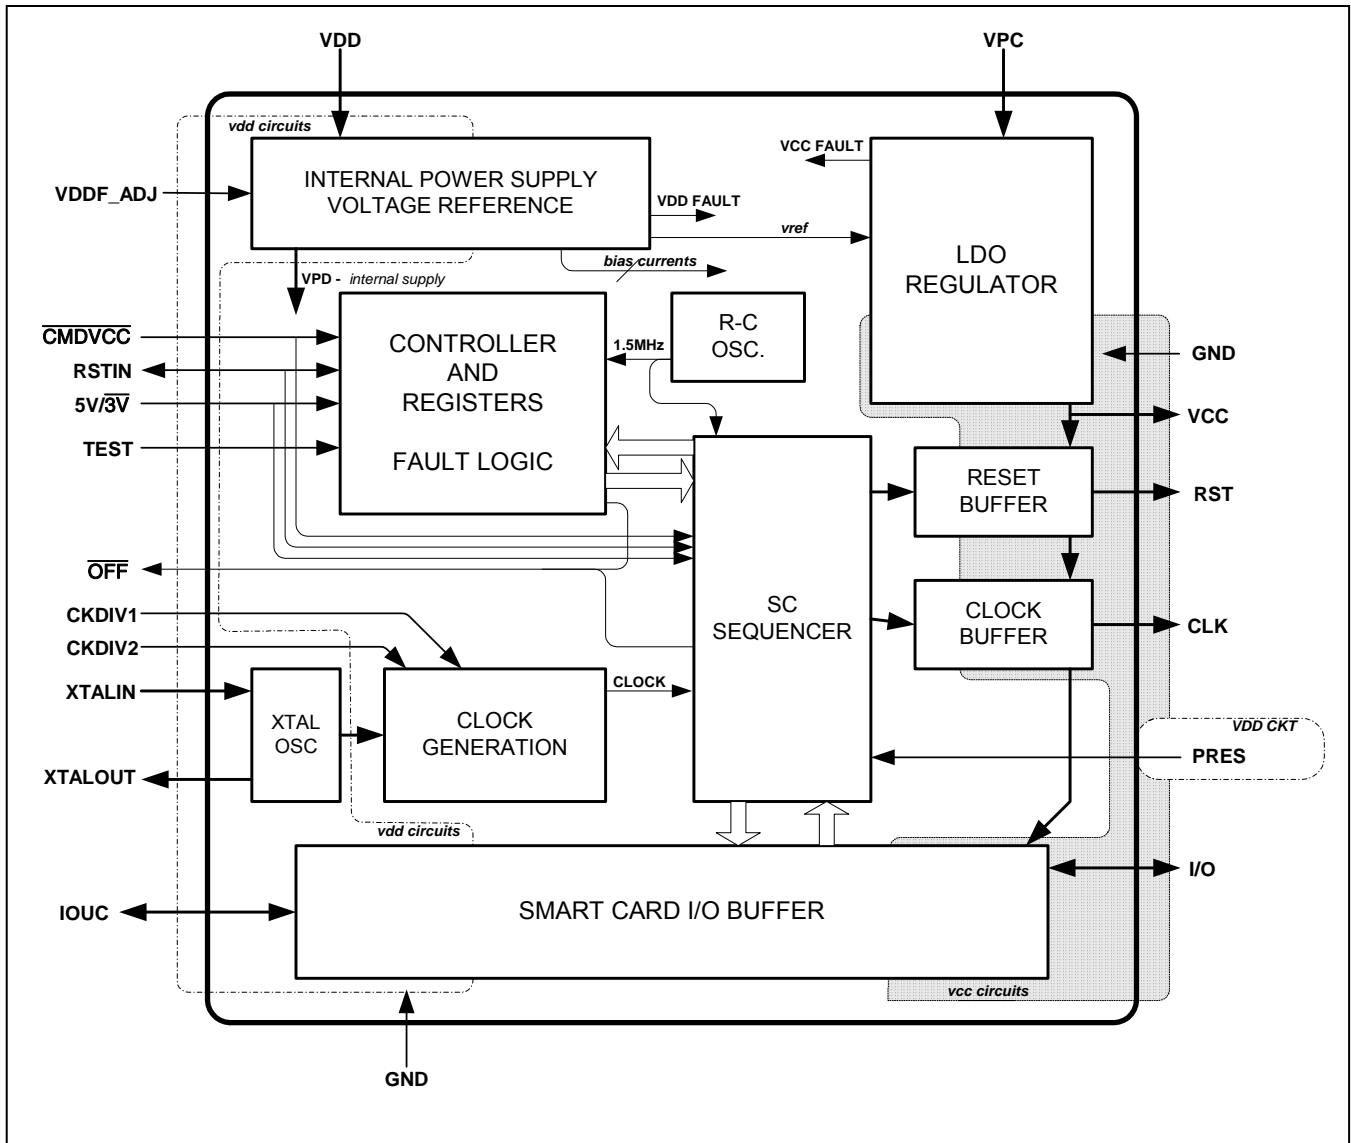 VDD
VPC
vdd circuits
VCC FAULT
INTERNAL POWER SUPPLY
VOLTAGE REFERENCE
VDDF_ADJ
VDD FAULT
vref
LDO
REGULATOR
bias currents
VPD - internal supply
CMDVCC
RSTIN
5V/3V
TEST
CONTROLLER
AND
REGISTERS
FAULT LOGIC
1.5MHz
R-C
OSC.
GND
VCC
RESET
BUFFER
RST
OFF
CKDIV1
CKDIV2
SC
SEQUENCER
CLOCK
BUFFER
CLK
XTALIN
XTAL
OSC
CLOCK
GENERATION
CLOCK
XTALOUT
VDD CKT
PRES
vdd circuits
I/O
IOUC
SMART CARD I/O BUFFER
vcc circuits
GND